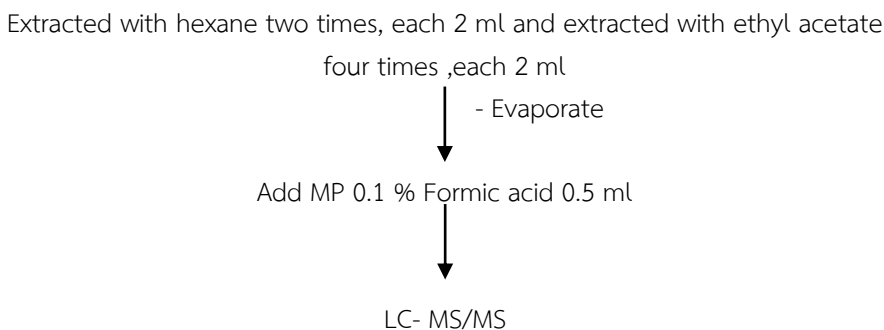 Extracted with hexane two times, each 2 ml and extracted with ethyl acetate
four times ,each 2 ml
- Evaporate
Add MP 0.1 % Formic acid 0.5 ml
LC- MS/MS